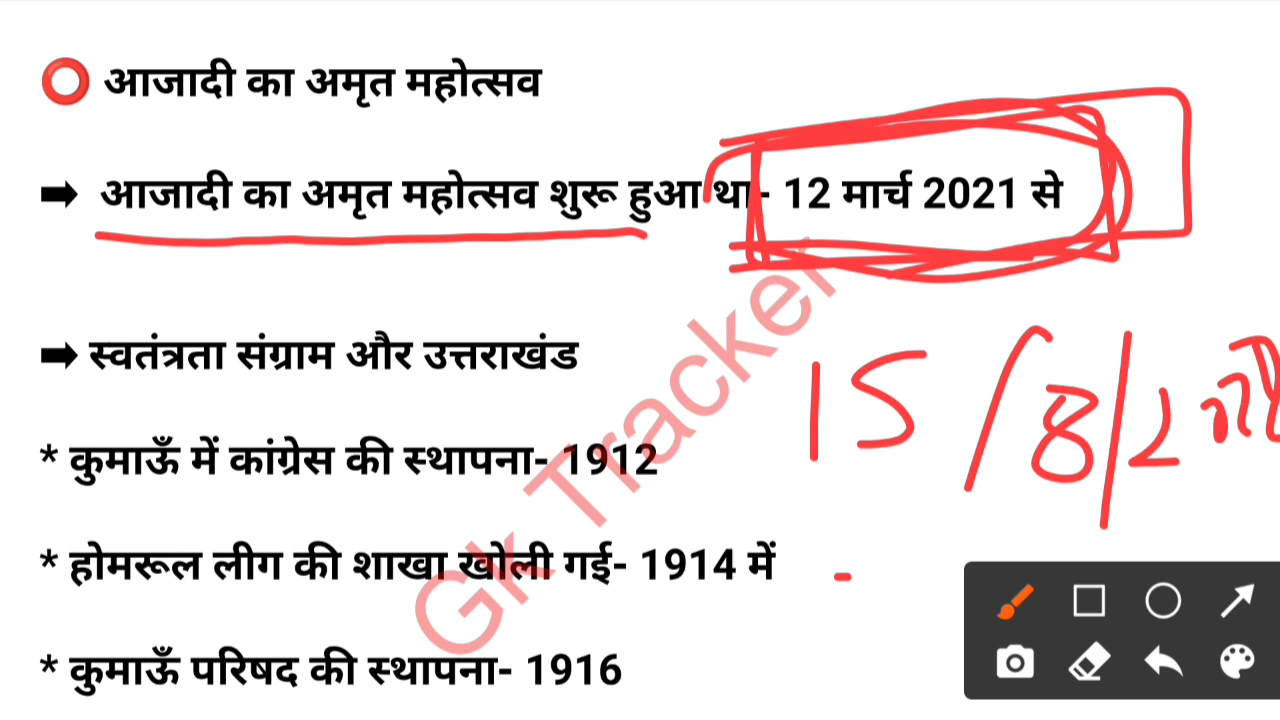 आजादी का अमृत महोत्सव
➡ आजादी का अमृत महोत्सव शुरू हुआ था- 12 मार्च 2021 से
➡ स्वतंत्रता संग्राम और उत्तराखंड
15/8/2
* कुमाऊँ में कांग्रेस की स्थापना- 1912
* होमरूल लीग की शाखा खोली गई- 1914 में
* कुमाऊँ परिषद की स्थापना- 1916
Gk Tracker